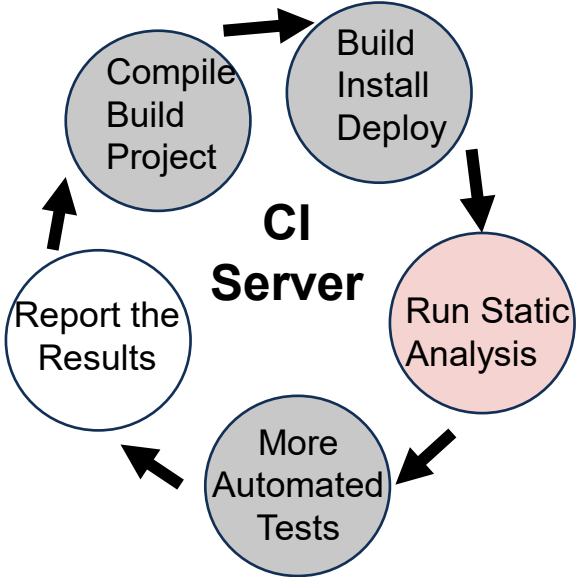 Compile
Build
Project
Build
Install
Deploy
CI
Server
Run Static
Analysis
More
Automated
Tests
Report the
Results